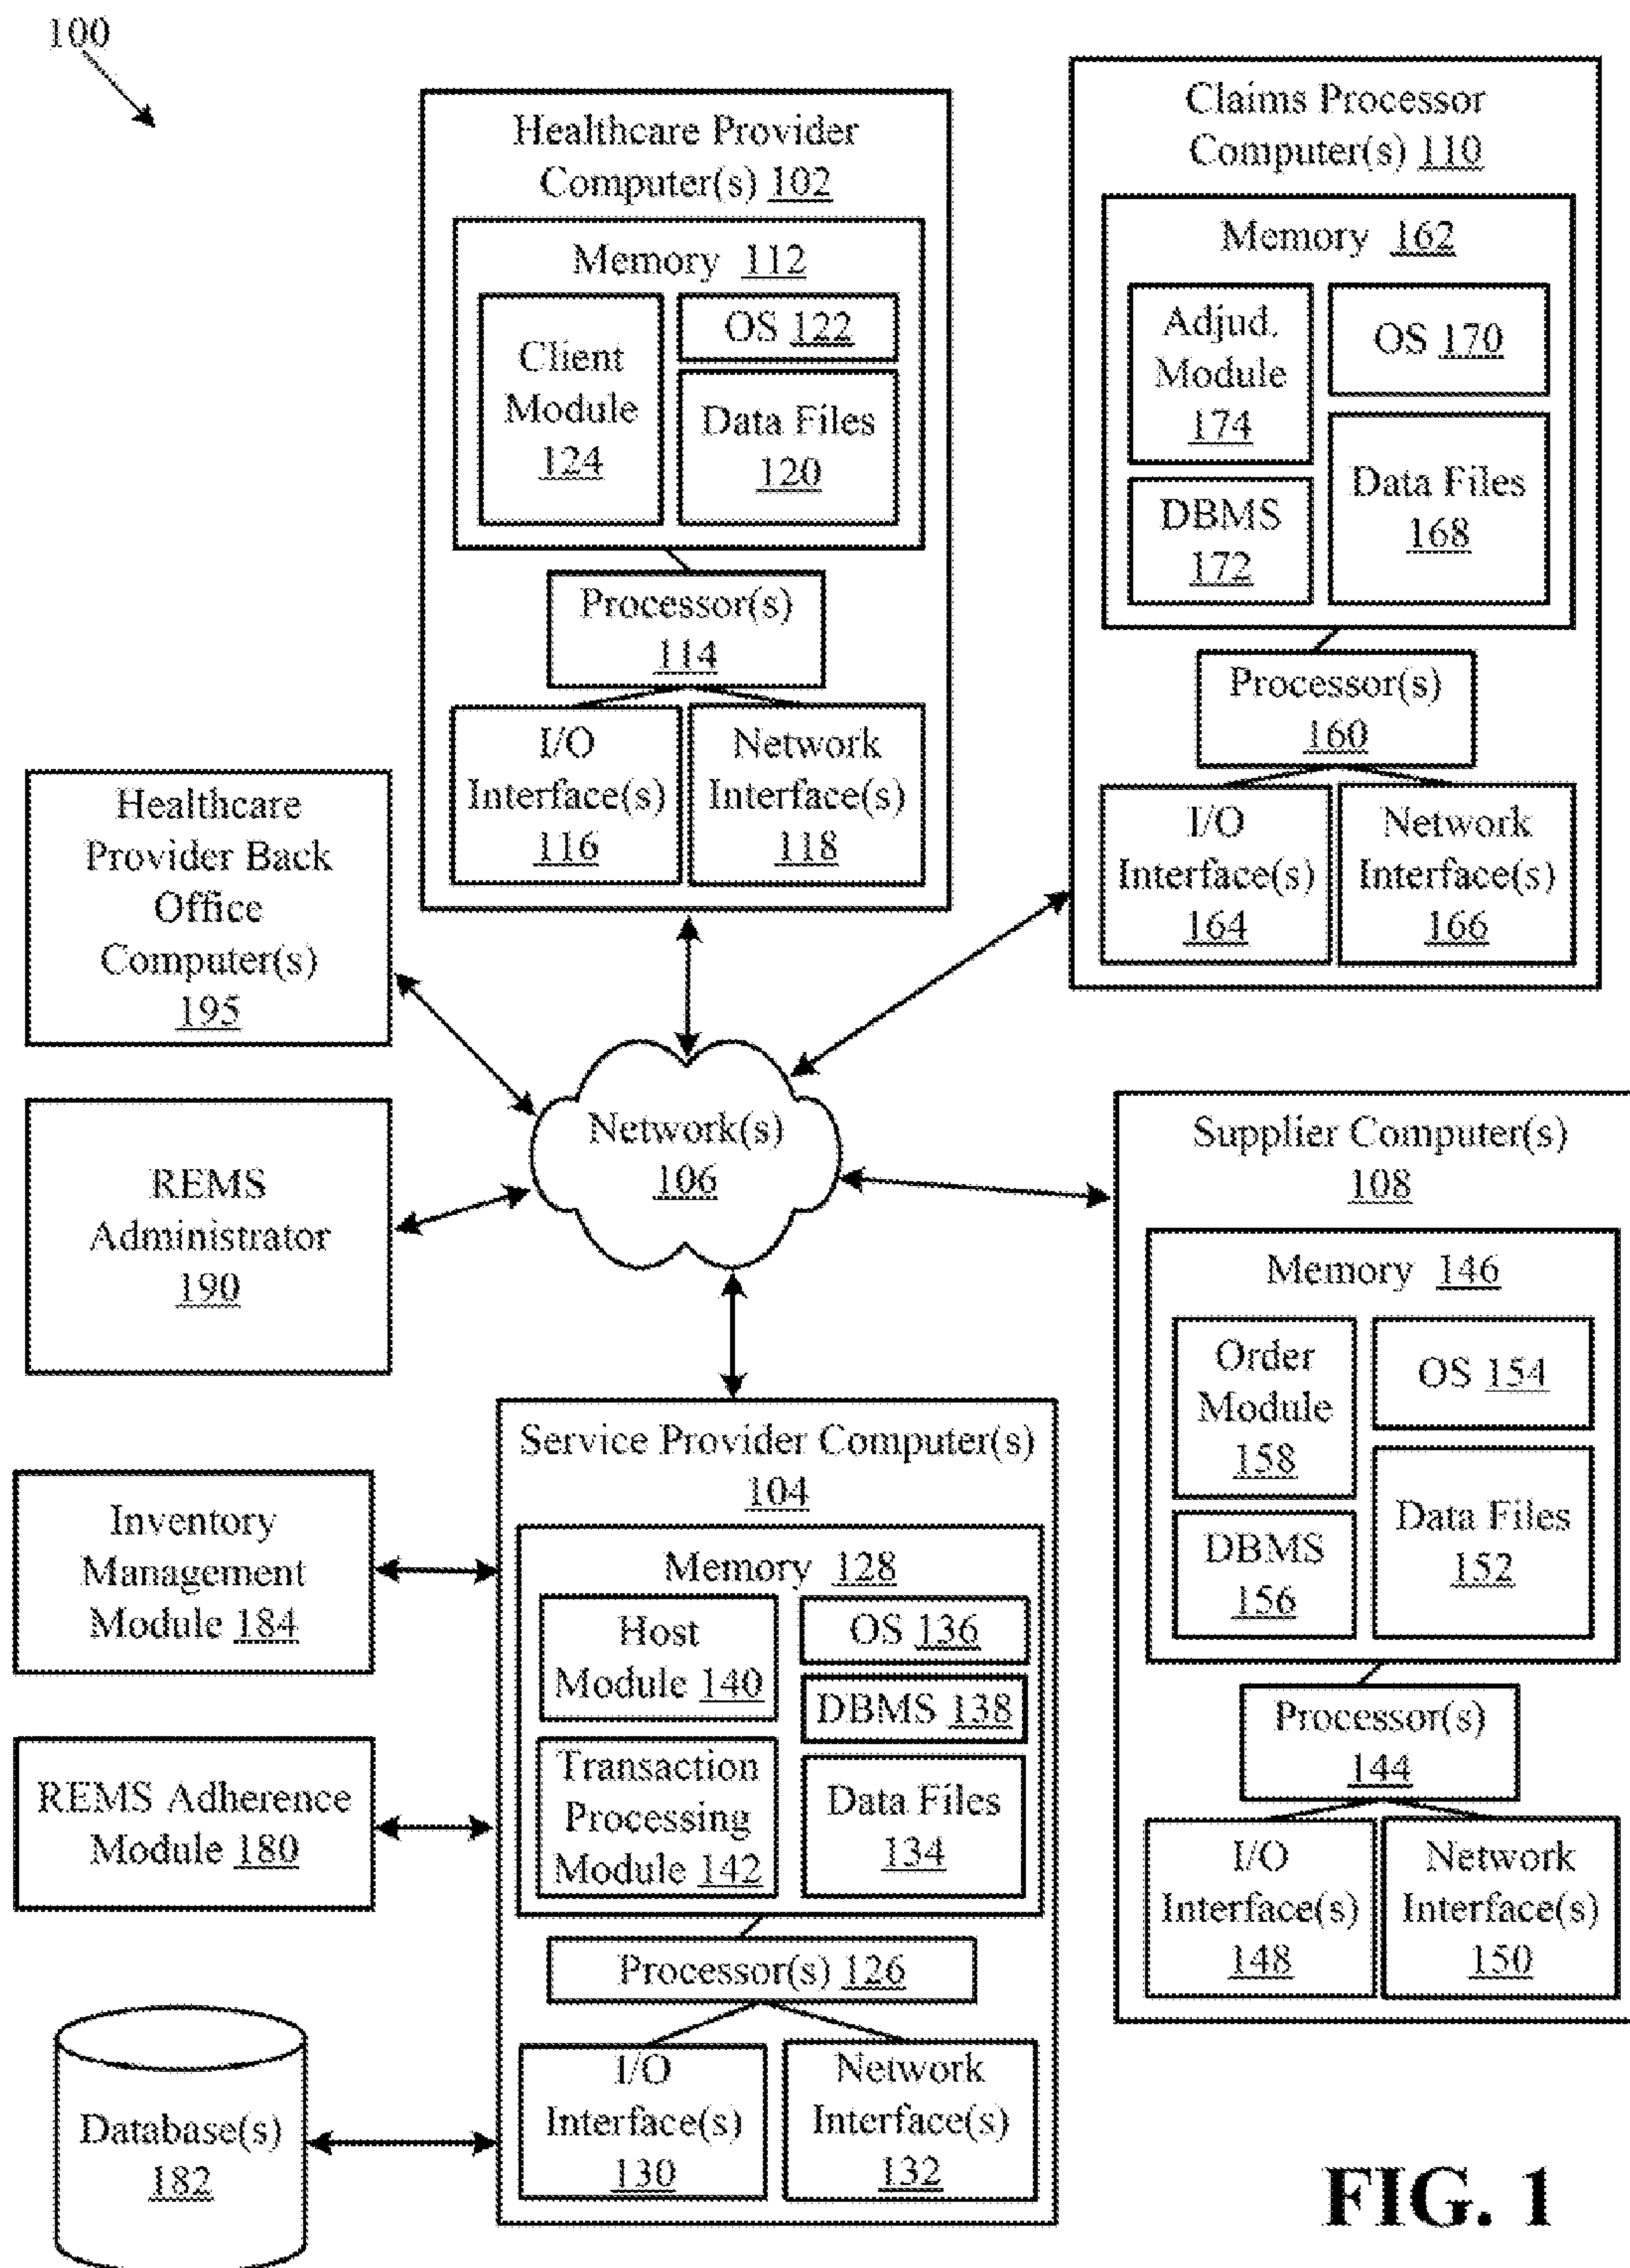 100
Healthcare Provider
Computer(s) 102
Memory 112
Client
Module
124
OS 122
Data Files
120
Processor(s)
114
I/O
Interface(s)
116
Network
Interface(s)
118
Claims Processor
Computer(s) 110
Memory 162
Adjud.
Module
174
OS 170
DBMS
172
Data Files
168
Processor(s)
160
I/O
Interface(s)
164
Network
Interface(s)
166
Healthcare
Provider Back
Office
Computer(s)
195
REMS
Administrator
190
Network(s)
106
Supplier Computer(s)
108
Memory 146
Order
Module
158
OS 154
DBMS
156
Data Files
152
Processor(s)
144
I/O
Interface(s)
148
Network
Interface(s)
150
Inventory
Management
Module 184
REMS Adherence
Module 180
Database(s)
182
Service Provider Computer(s)
104
Memory 128
Host
Module 140
OS 136
DBMS 138
Transaction
Processing
Module 142
Data Files
134
Processor(s) 126
I/O
Interface(s)
130
Network
Interface(s)
132
FIG. 1